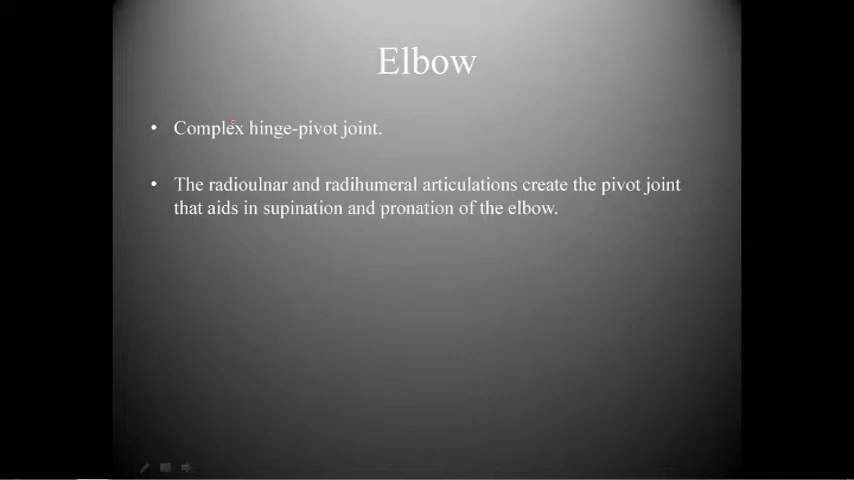 Elbow
• Complex hinge-pivot joint.
• The radioulnar and radihumeral articulations create the pivot joint
that aids in supination and pronation of the elbow.